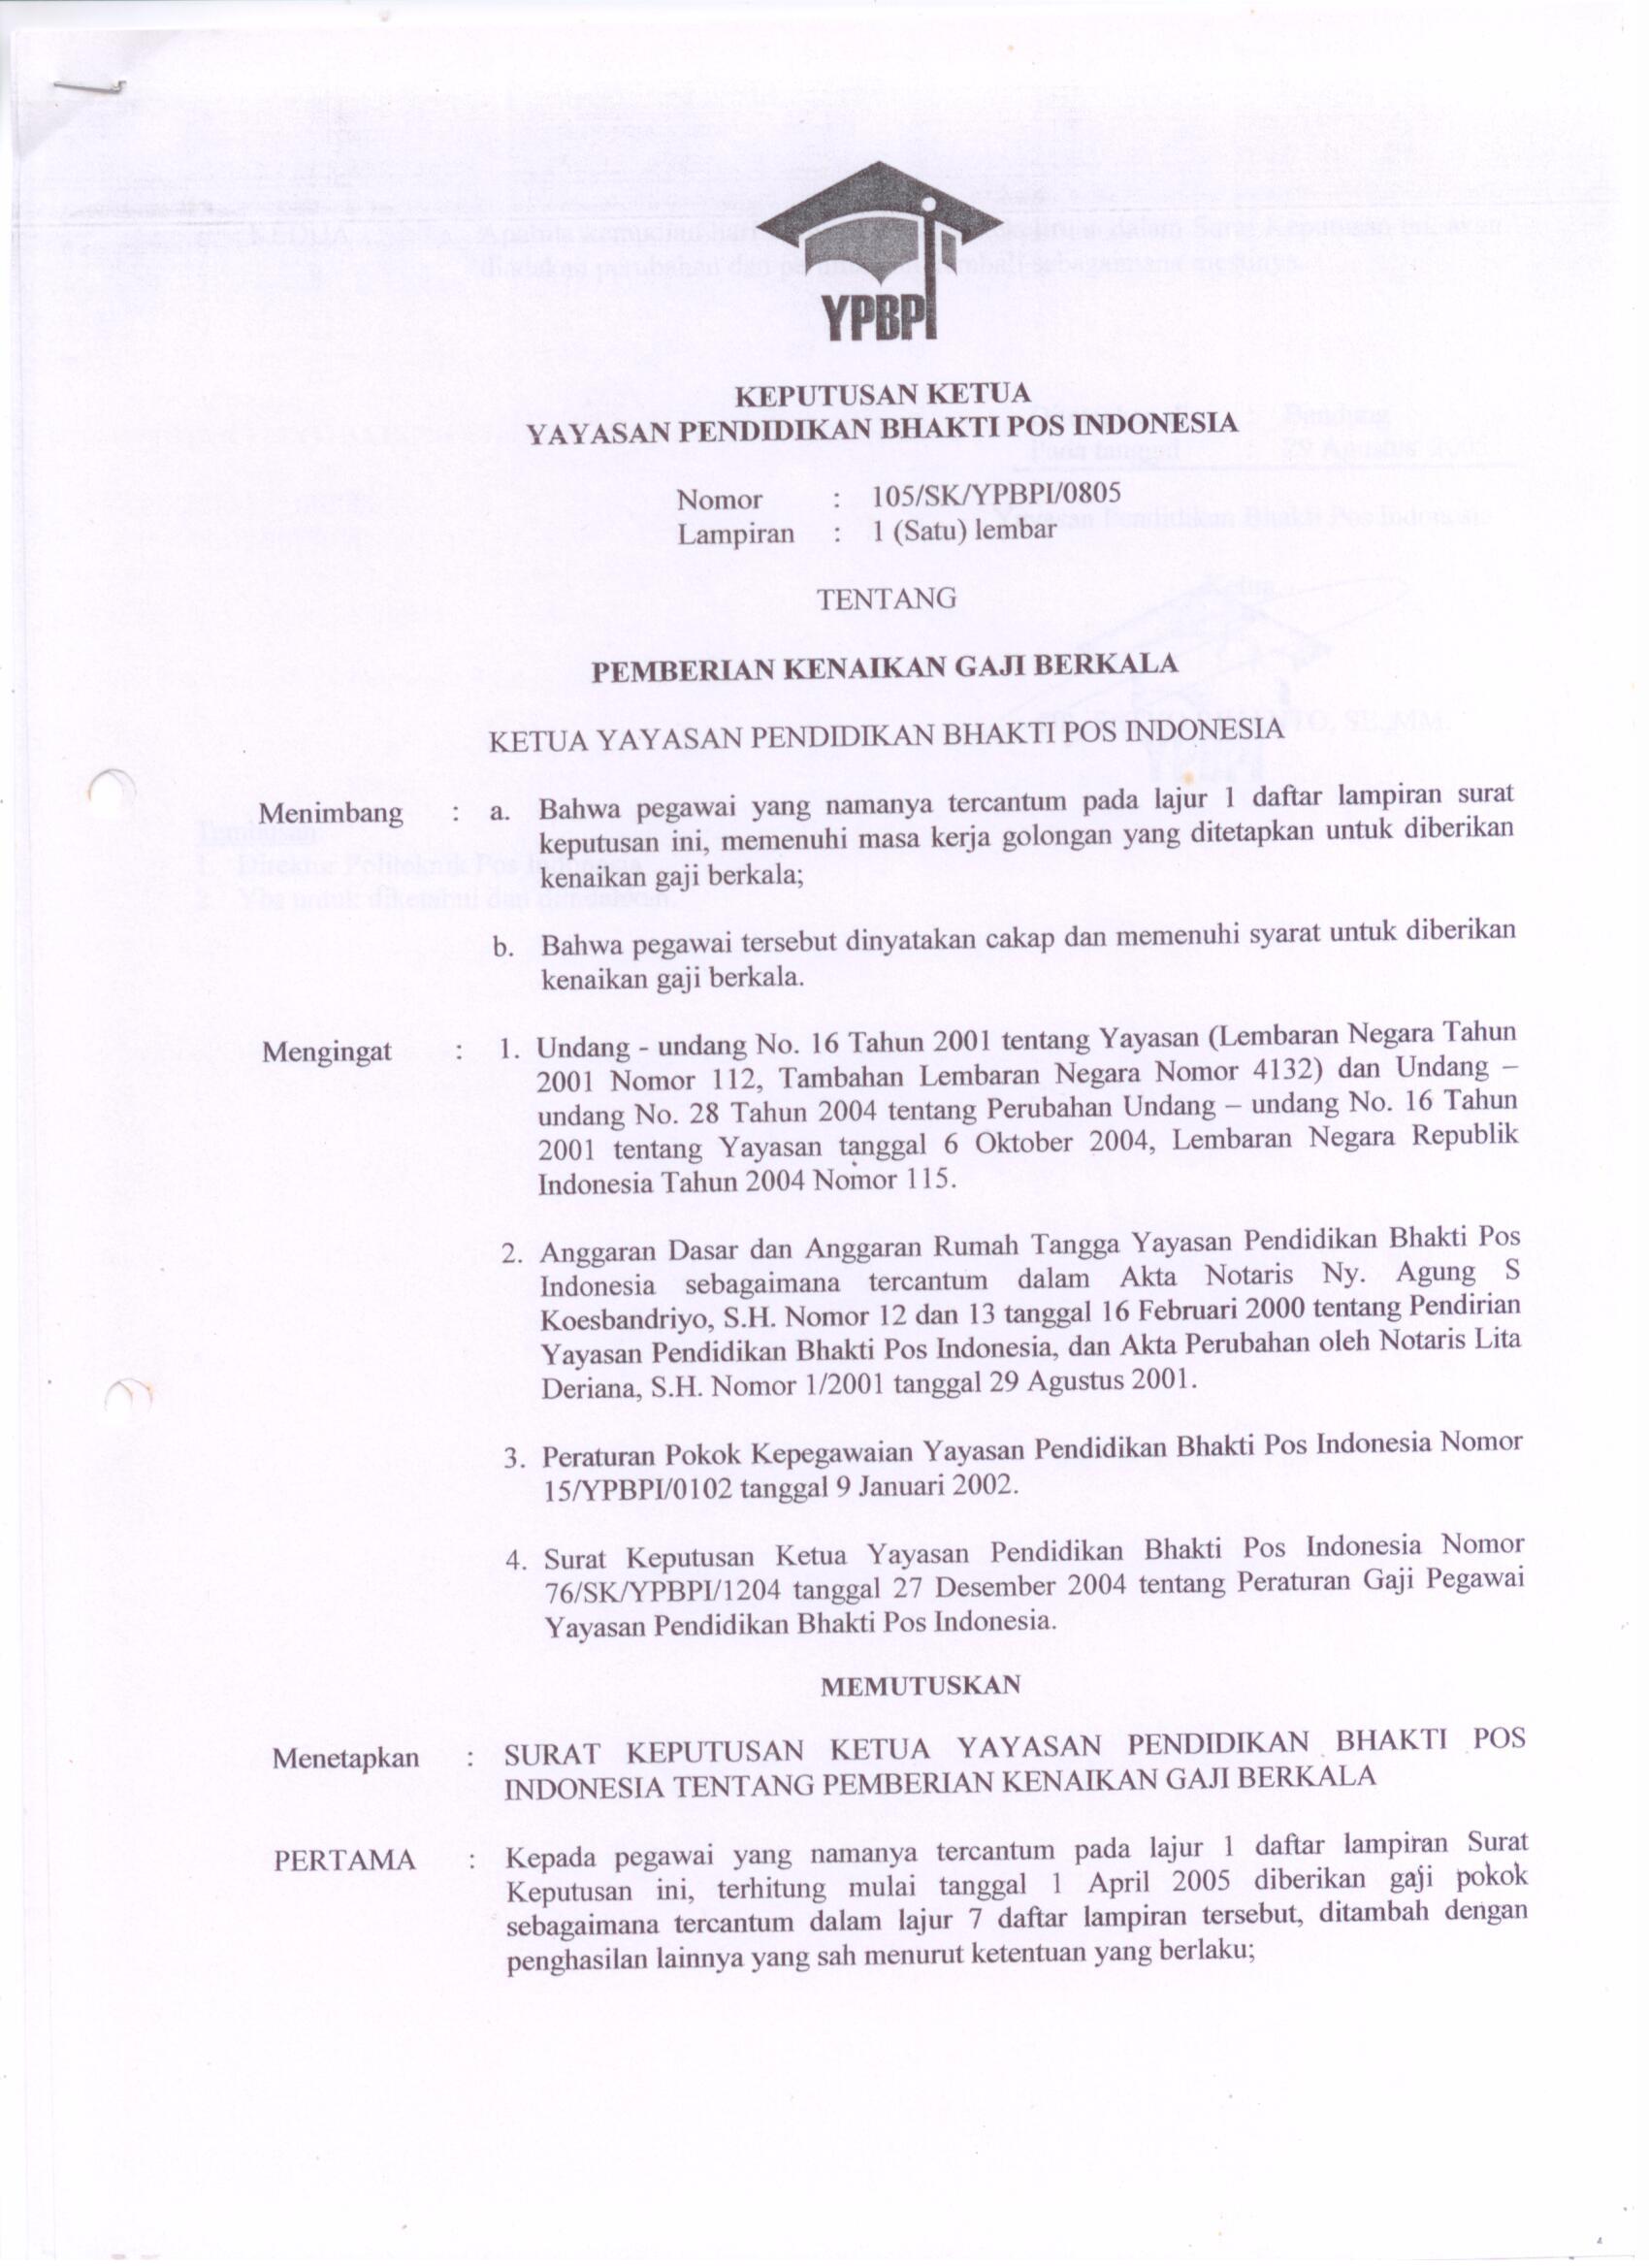 YPBPI
KEPUTUSAN KETUA
YAYASAN PENDIDIKAN BHAKTI POS INDONESIA
Nomor : 105/SK/YPBPI/0805
Lampiran : 1 (Satu) lembar
TENTANG
PEMBERIAN KENAIKAN GAJI BERKALA
KETUA YAYASAN PENDIDIKAN BHAKTI POS INDONESIA
Menimbang : a. Bahwa pegawai yang namanya tercantum pada lajur 1 daftar lampiran surat
keputusan ini, memenuhi masa kerja golongan yang ditetapkan untuk diberikan
kenaikan gaji berkala;
b. Bahwa pegawai tersebut dinyatakan cakap dan memenuhi syarat untuk diberikan
kenaikan gaji berkala.
Mengingat : 1. Undang - undang No. 16 Tahun 2001 tentang Yayasan (Lembaran Negara Tahun
2001 Nomor 112, Tambahan Lembaran Negara Nomor 4132) dan Undang –
undang No. 28 Tahun 2004 tentang Perubahan Undang – undang No. 16 Tahun
2001 tentang Yayasan tanggal 6 Oktober 2004, Lembaran Negara Republik
Indonesia Tahun 2004 Nomor 115.
2. Anggaran Dasar dan Anggaran Rumah Tangga Yayasan Pendidikan Bhakti Pos
Indonesia sebagaimana tercantum dalam Akta Notaris Ny. Agung S
Koesbandriyo, S.H. Nomor 12 dan 13 tanggal 16 Februari 2000 tentang Pendirian
Yayasan Pendidikan Bhakti Pos Indonesia, dan Akta Perubahan oleh Notaris Lita
Deriana, S.H. Nomor 1/2001 tanggal 29 Agustus 2001.
3. Peraturan Pokok Kepegawaian Yayasan Pendidikan Bhakti Pos Indonesia Nomor
15/YPBPI/0102 tanggal 9 Januari 2002.
4. Surat Keputusan Ketua Yayasan Pendidikan Bhakti Pos Indonesia Nomor
76/SK/YPBPI/1204 tanggal 27 Desember 2004 tentang Peraturan Gaji Pegawai
Yayasan Pendidikan Bhakti Pos Indonesia.
MEMUTUSKAN
Menetapkan : SURAT KEPUTUSAN KETUA YAYASAN PENDIDIKAN BHAKTI POS
INDONESIA TENTANG PEMBERIAN KENAIKAN GAJI BERKALA
PERTAMA : Kepada pegawai yang namanya tercantum pada lajur 1 daftar lampiran Surat
Keputusan ini, terhitung mulai tanggal 1 April 2005 diberikan gaji pokok
sebagaimana tercantum dalam lajur 7 daftar lampiran tersebut, ditambah dengan
penghasilan lainnya yang sah menurut ketentuan yang berlaku;